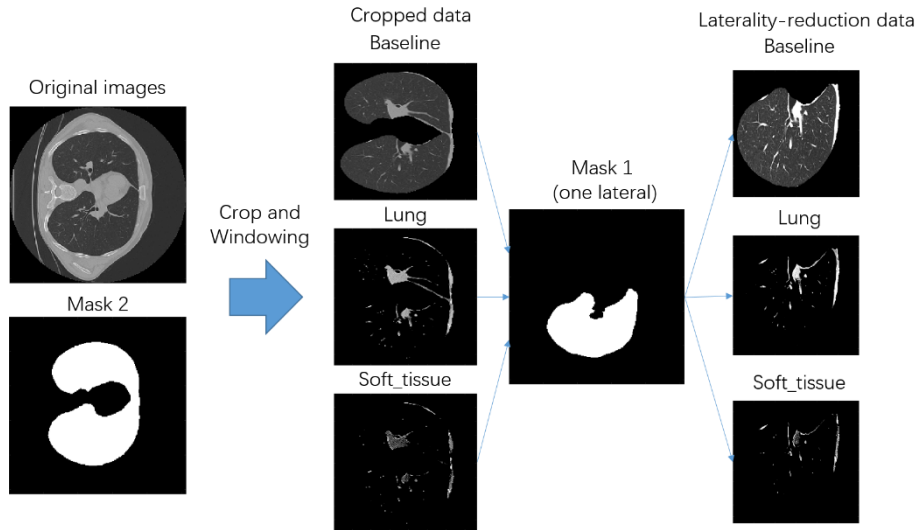 Original images
Mask 2
Crop and
Windowing
Cropped data
Baseline
Lung
Soft_tissue
Mask 1
(one lateral)
Laterality-reduction data
Baseline
Lung
Soft_tissue